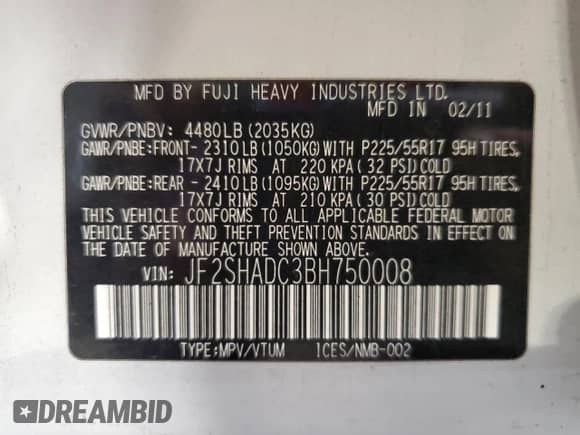 MFD BY FUJI HEAVY INDUSTRIES LTD.
MFD IN 02/11
GVWR/PNBV: 4480LB (2035KG)
GAWR/PNBE:FRONT- 2310LB (1050KG) WITH P225/55R17 95H TIRES,
17X7J RIMS AT 220 KPA (32 PSI) COLD
GAWR/PNBE:REAR - 2410LB (1095KG) WITH P225/55R17 95H TIRES,
17X7J RIMS AT 210 KPA (30 PSI) COLD
THIS VEHICLE CONFORMS TO ALL APPLICABLE FEDERAL MOTOR
VEHICLE SAFETY AND THEFT PREVENTION STANDARDS IN EFFECT
ON THE DATE OF MANUFACTURE SHOWN ABOVE.
VIN: JF2SHADC3BH750008
TYPE:MPV/VTUM ICES/NMB-002
DREAMBID